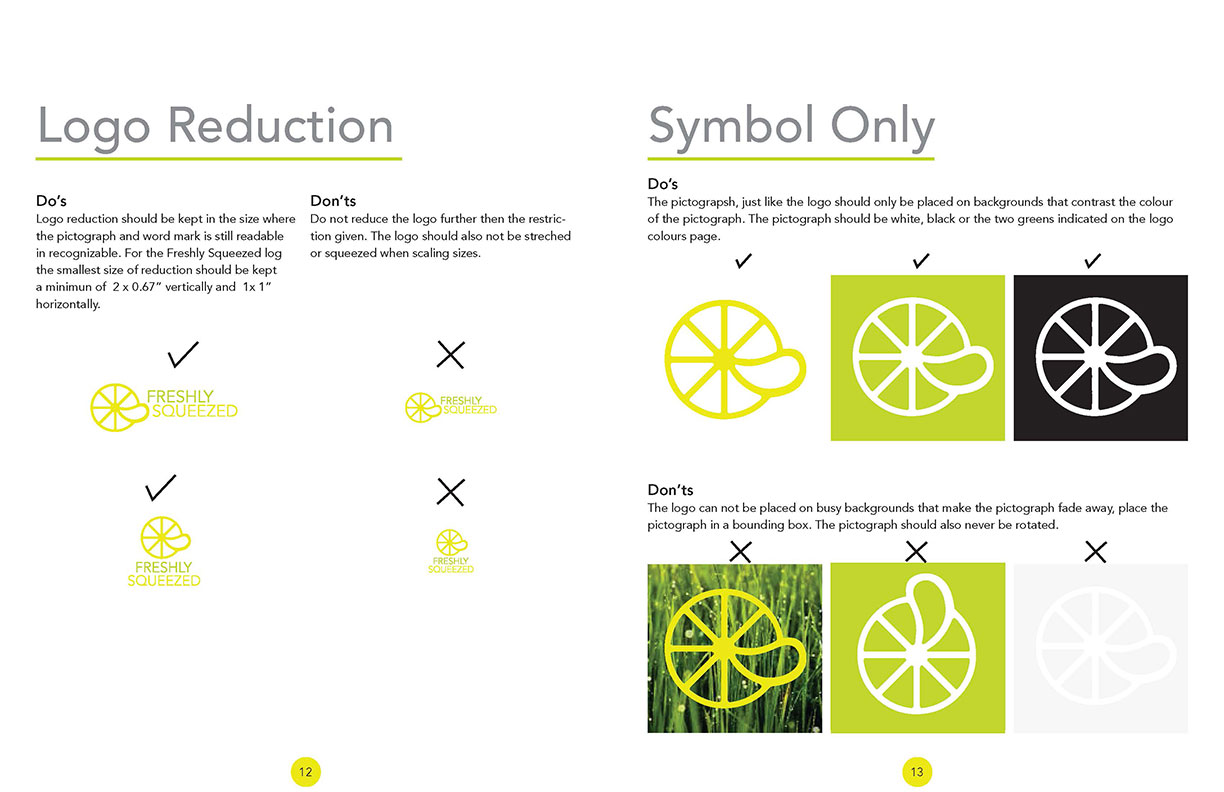 Logo Reduction
Do's
Logo reduction should be kept in the size where
the pictograph and word mark is still readable
in recognizable. For the Freshly Squeezed log
the smallest size of reduction should be kept
a minimun of  2 x 0.67" vertically and  1x 1"
horizontally.
Don'ts
Do not reduce the logo further then the restric-
tion given. The logo should also not be streched
or squeezed when scaling sizes.
FRESHLY
SQUEEZED
FRESHLY
SQUEEZED
FRESHLY
SQUEEZED
FRESHLY
SQUEEZED
12
Symbol Only
Do's
The pictograpsh, just like the logo should only be placed on backgrounds that contrast the colour
of the pictograph. The pictograph should be white, black or the two greens indicated on the logo
colours page.
Don'ts
The logo can not be placed on busy backgrounds that make the pictograph fade away, place the
pictograph in a bounding box. The pictograph should also never be rotated.
13